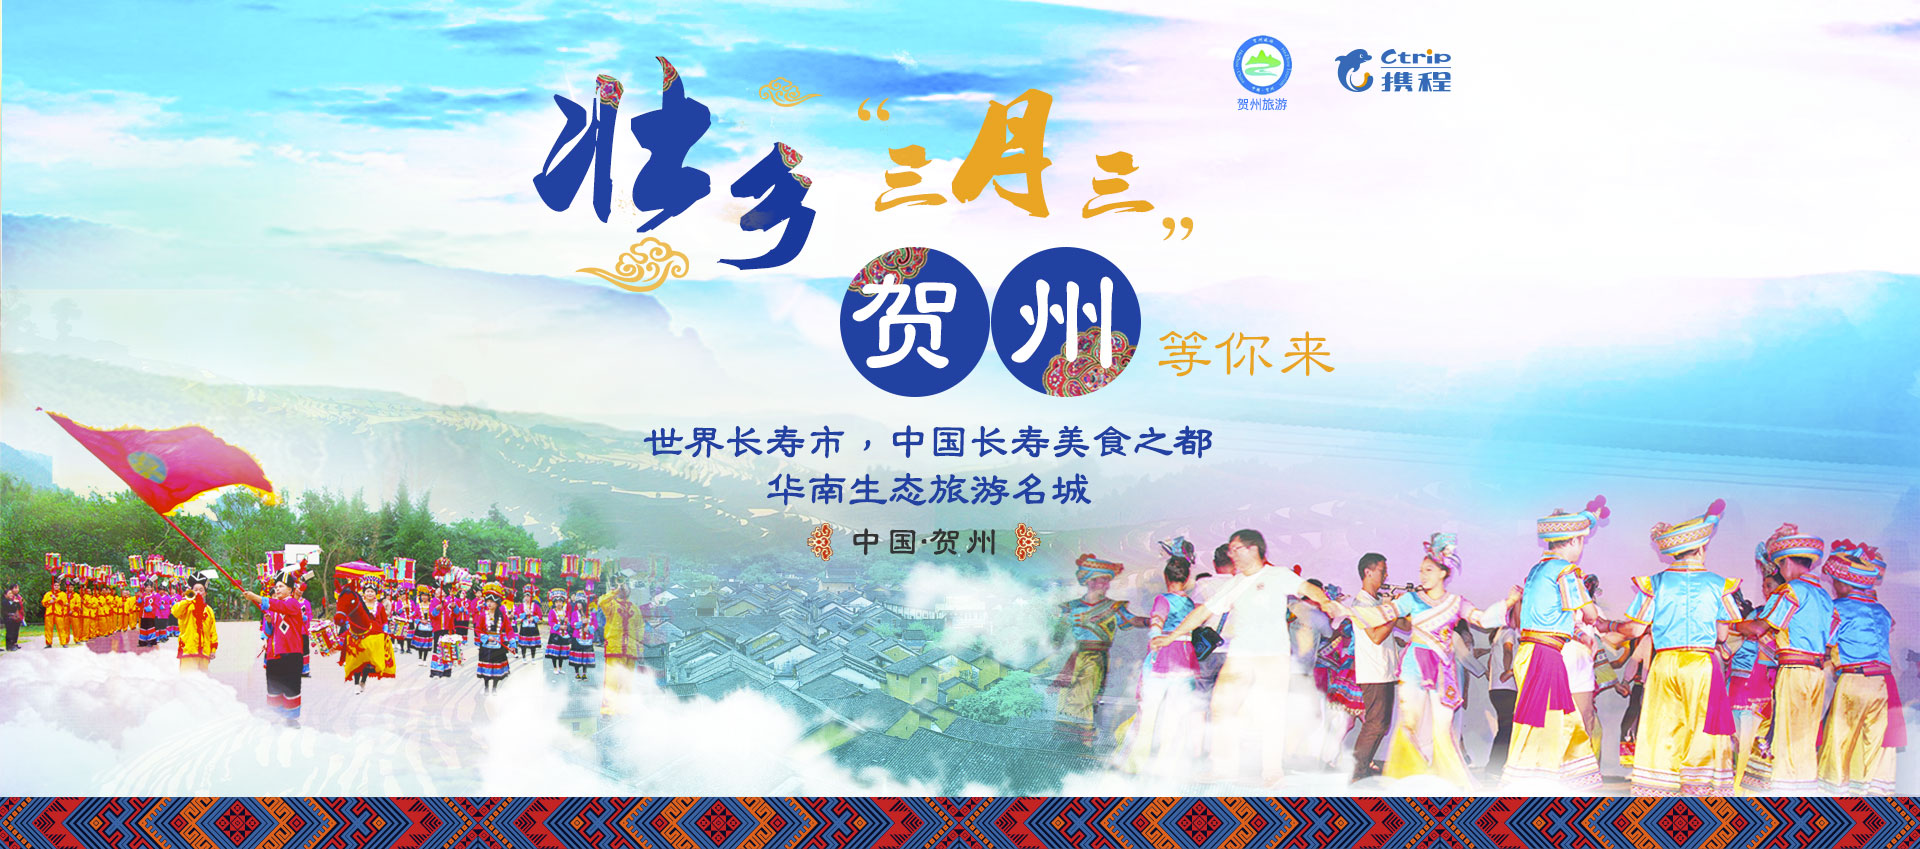 贺州旅游
Ctrip
携程
壮乡“三月三”
贺州等你来
世界长寿市，中国长寿美食之都
华南生态旅游名城
中国·贺州